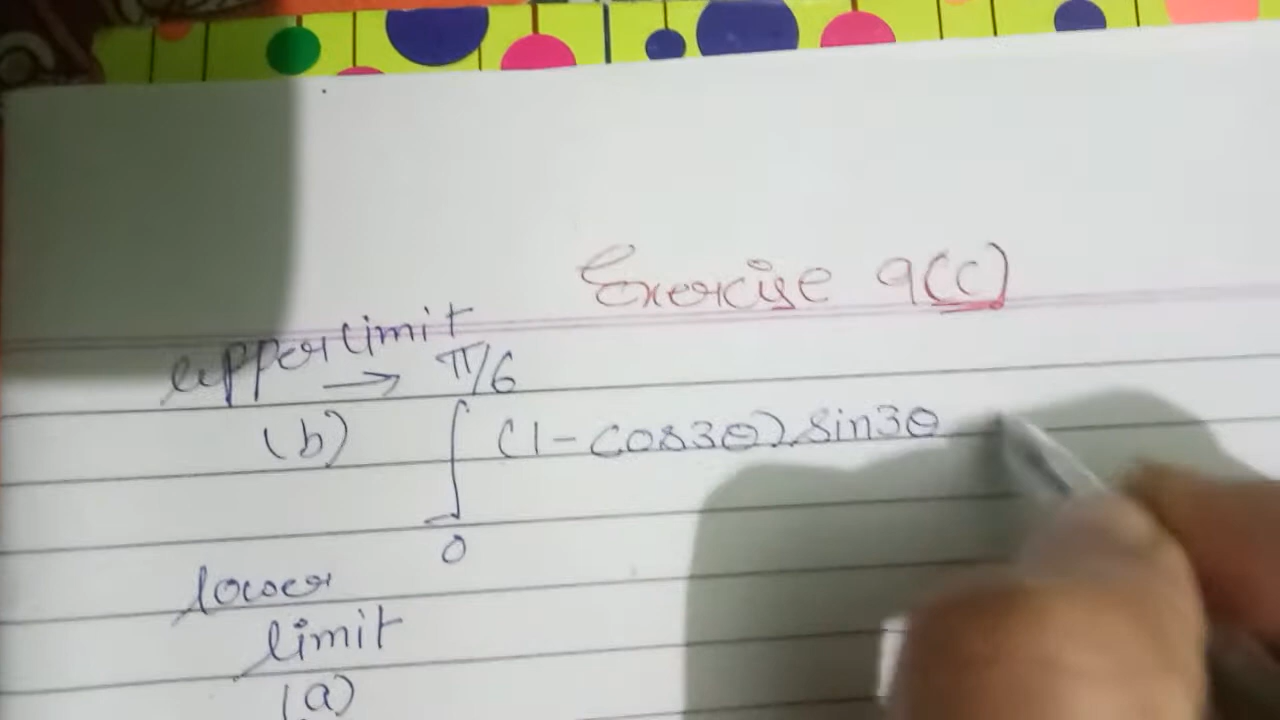 Exercise 9(C)
upper limit
→ π/6
(b) ∫ (1-cos3θ).sin3θ
0
lower
limit
(a)